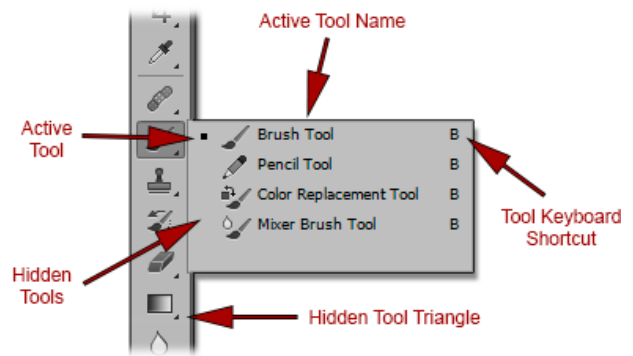 Active Tool Name
Active
Tool
Brush Tool B
Pencil Tool B
Color Replacement Tool B
Mixer Brush Tool B
Tool Keyboard
Shortcut
Hidden
Tools
Hidden Tool Triangle